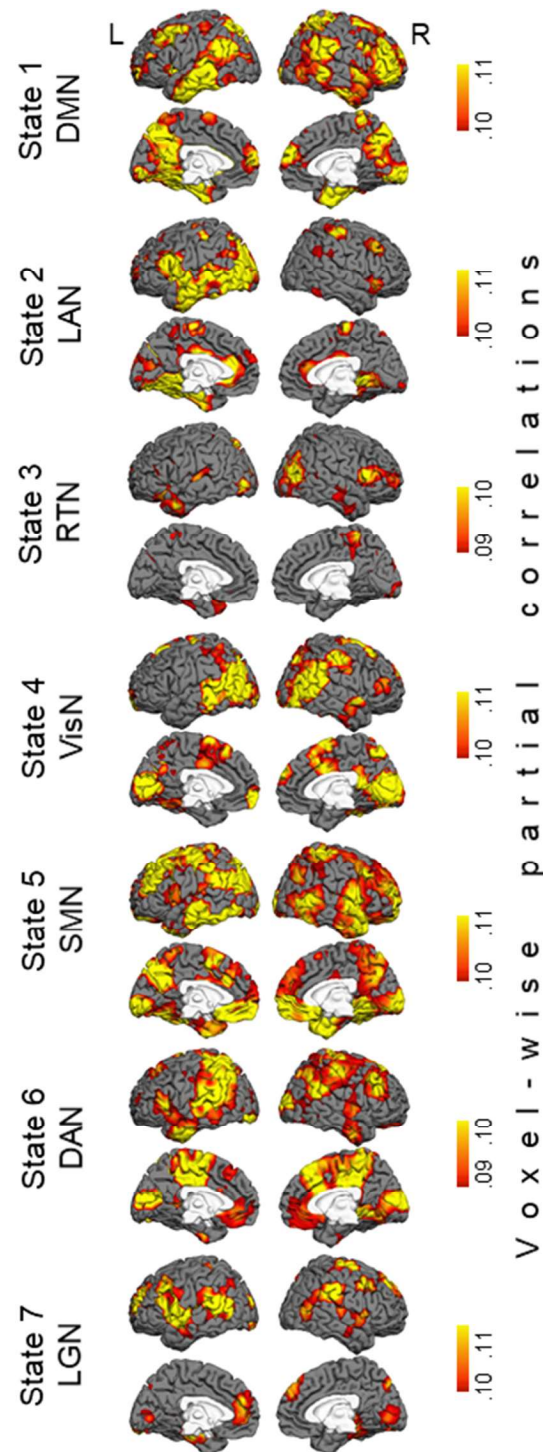 L
R
State 1
DMN
.10 .11
State 2
LAN
.10 .11
State 3
RTN
.09 .10
State 4
VisN
.10 .11
State 5
SMN
.10 .11
State 6
DAN
.09 .10
State 7
LGN
.10 .11
Voxel-wise partial correlations